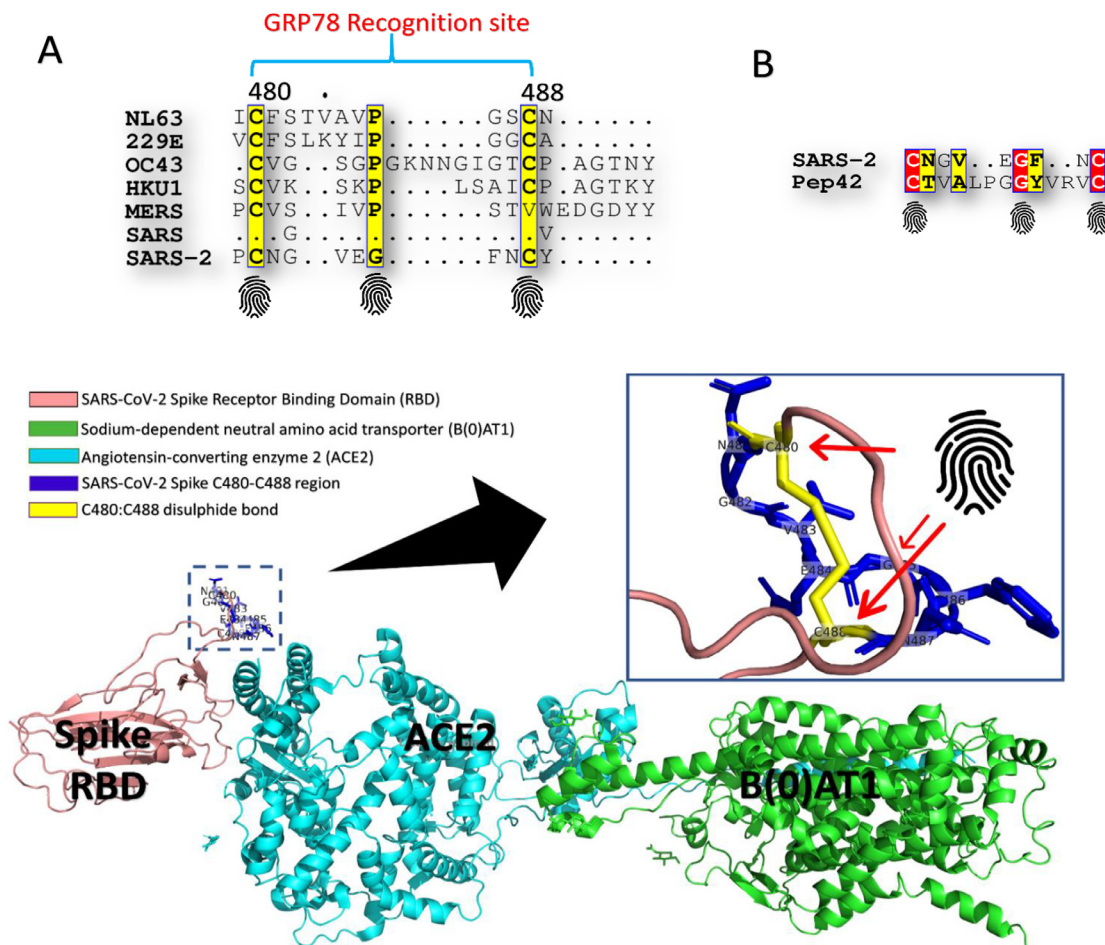 GRP78 Recognition site
A
480 488
NL63 ICFSTVAVP......GSCN......
229E VCFSLKYIP......GGCA......
OC43 .CVG..SGPGKNNGIGTCP.AGTNY
HKU1 SCVK..SKP....LSAICP.AGTKY
MERS PCVS..IVP......STVWEDGDYY
SARS ..G...............V......
SARS-2 PCNG..VEG......FNCY......
B
SARS-2 CNGV..EGF..NC
Pep42 CTVALPGGYVRVC
SARS-CoV-2 Spike Receptor Binding Domain (RBD)
Sodium-dependent neutral amino acid transporter (B(0)AT1)
Angiotensin-converting enzyme 2 (ACE2)
SARS-CoV-2 Spike C480-C488 region
C480:C488 disulphide bond
C480
G482
V483
E484
C488
N487
Spike
RBD
ACE2
B(0)AT1